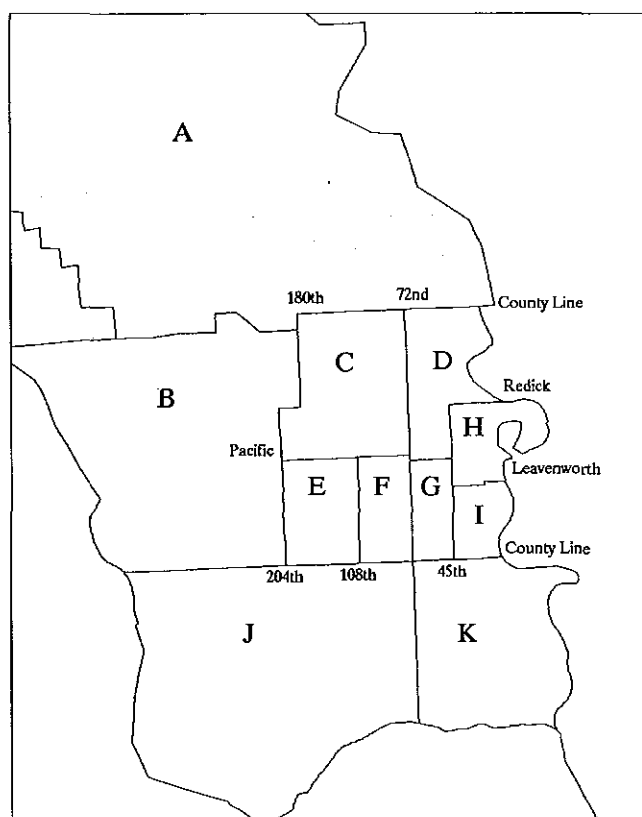 A
180th 72nd County Line
C D
B Redick
H
Pacific Leavenworth
E F G
I
County Line
204th 108th 45th
J K